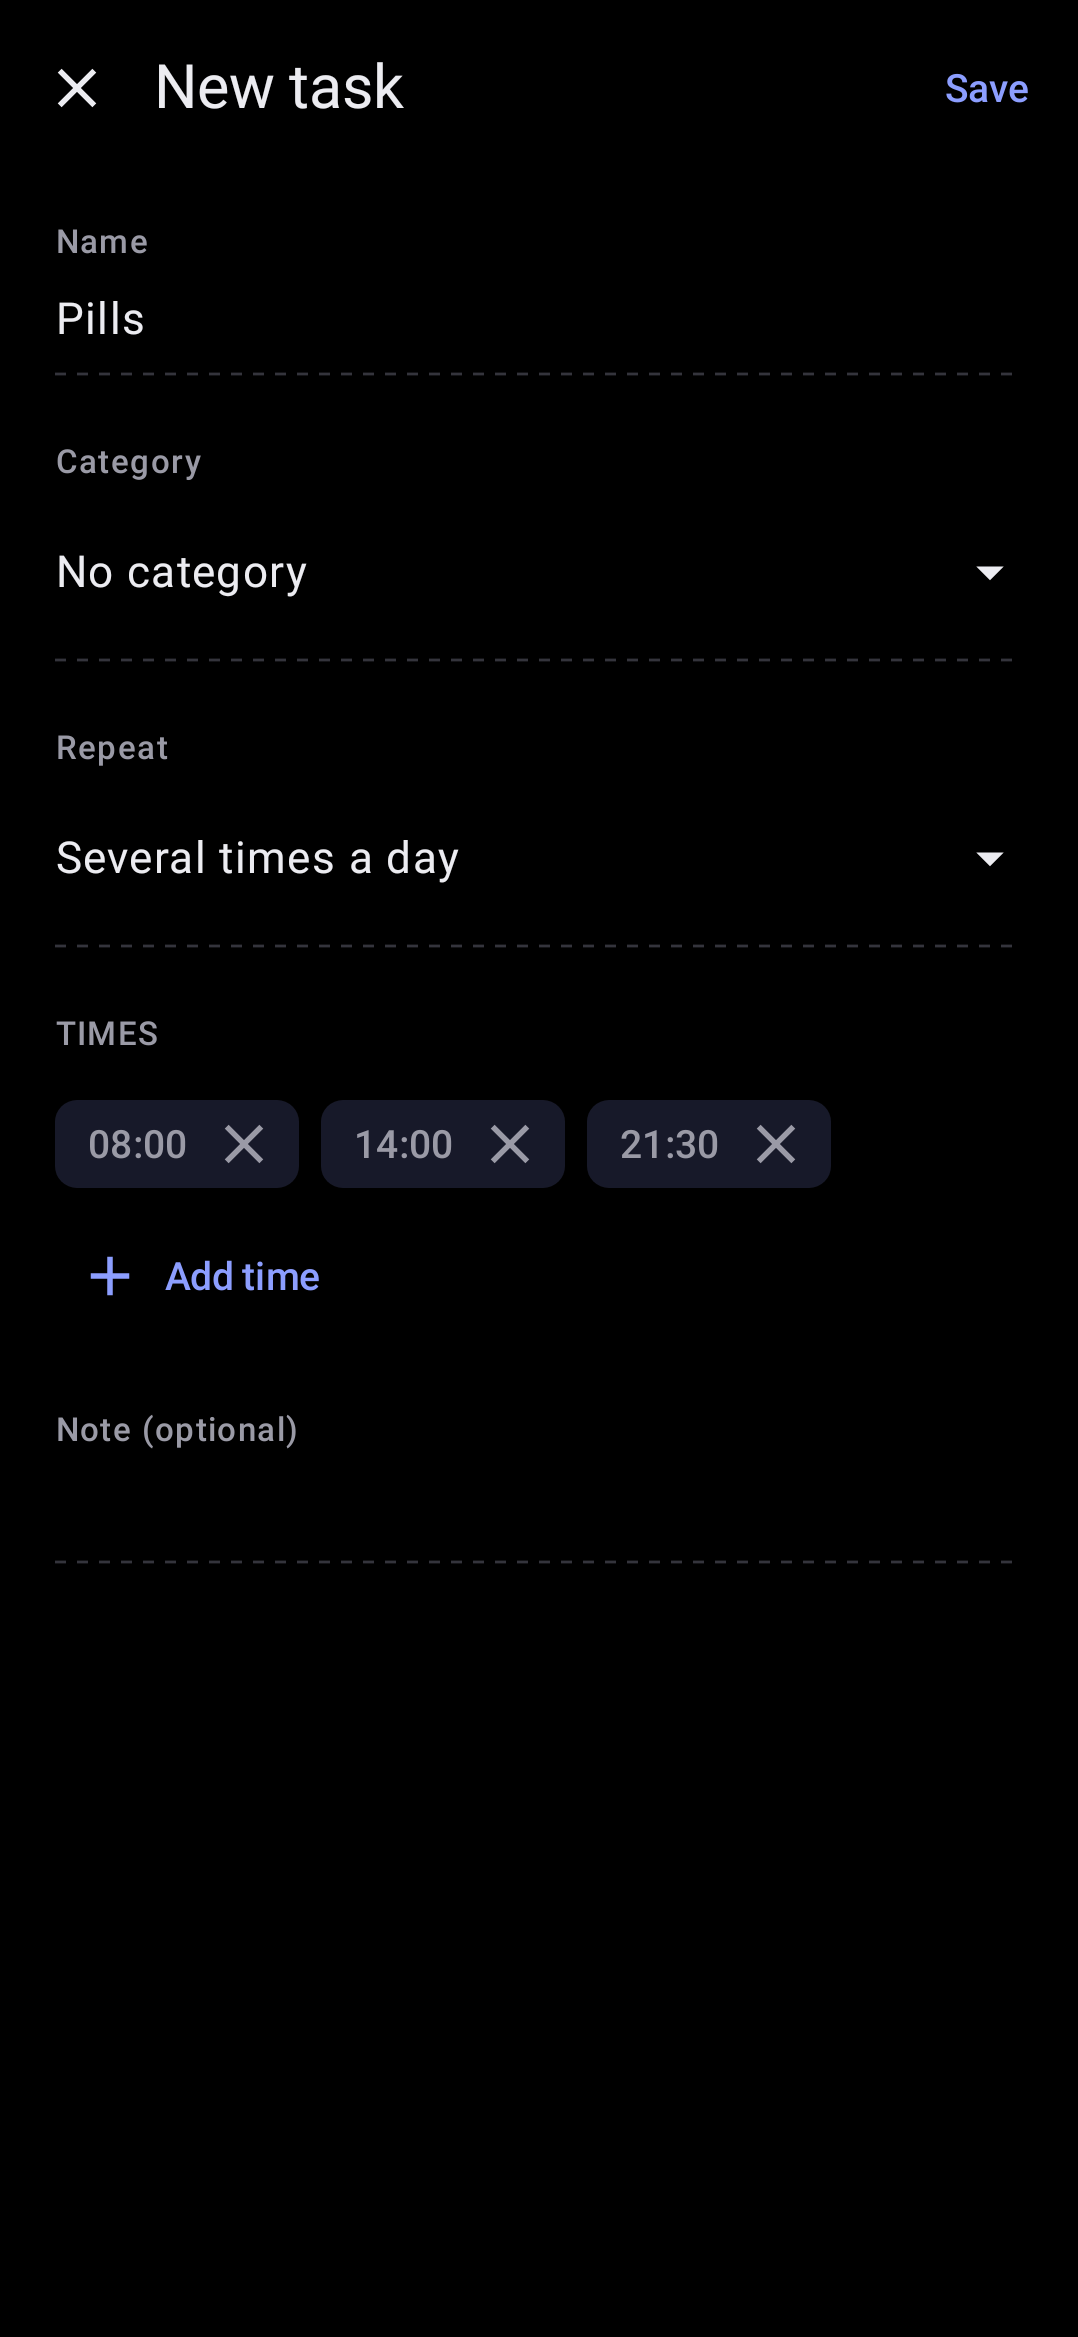 New task
Save
Name
Pills
Category
No category
Repeat
Several times a day
TIMES
08:00 14:00 21:30
Add time
Note (optional)